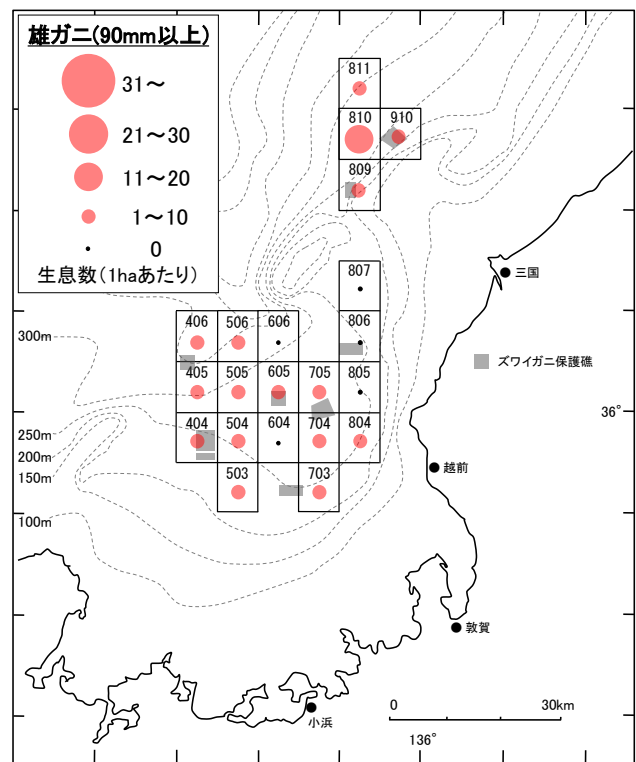 雄ガニ(90mm以上)
31～
21～30
11～20
1～10
0
生息数(1haあたり)
811
810 910
809
807
三国
406 506 606 806
300m
ズワイガニ保護礁
405 505 605 705 805
36°
404 504 604 704 804
250m
200m
150m
越前
503 703
100m
敦賀
0 30km
小浜
136°